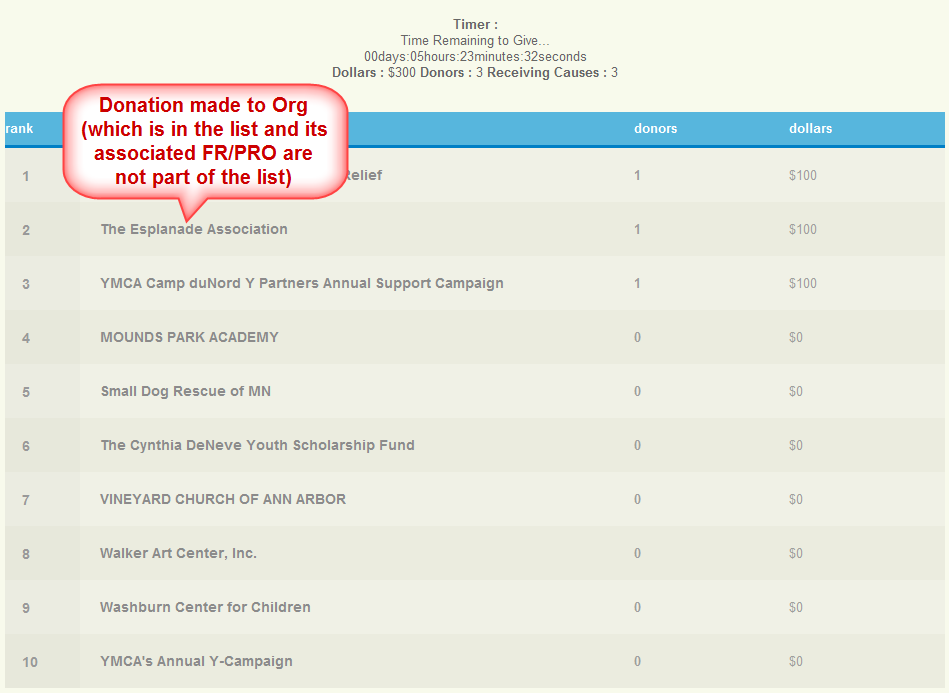 Timer :
Time Remaining to Give...
00days:05hours:23minutes:32seconds
Dollars : $300 Donors : 3 Receiving Causes : 3
Donation made to Org
(which is in the list and its
associated FR/PRO are
not part of the list)
rank donors dollars
1 Relief 1 $100
2 The Esplanade Association 1 $100
3 YMCA Camp duNord Y Partners Annual Support Campaign 1 $100
4 MOUNDS PARK ACADEMY 0 $0
5 Small Dog Rescue of MN 0 $0
6 The Cynthia DeNeve Youth Scholarship Fund 0 $0
7 VINEYARD CHURCH OF ANN ARBOR 0 $0
8 Walker Art Center, Inc. 0 $0
9 Washburn Center for Children 0 $0
10 YMCA's Annual Y-Campaign 0 $0